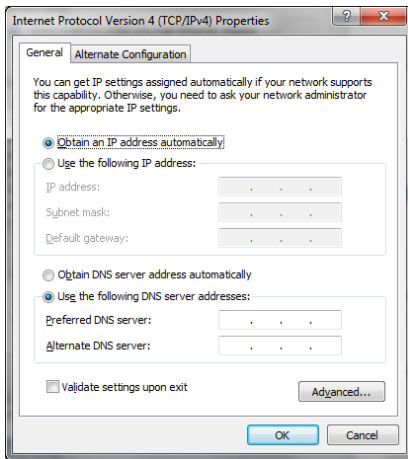 Internet Protocol Version 4 (TCP/IPv4) Properties
General
Alternate Configuration
You can get IP settings assigned automatically if your network supports
this capability. Otherwise, you need to ask your network administrator
for the appropriate IP settings.
Obtain an IP address automatically
Use the following IP address:
IP address:
Subnet mask:
Default gateway:
Obtain DNS server address automatically
Use the following DNS server addresses:
Preferred DNS server:
Alternate DNS server:
Validate settings upon exit
Advanced...
OK
Cancel